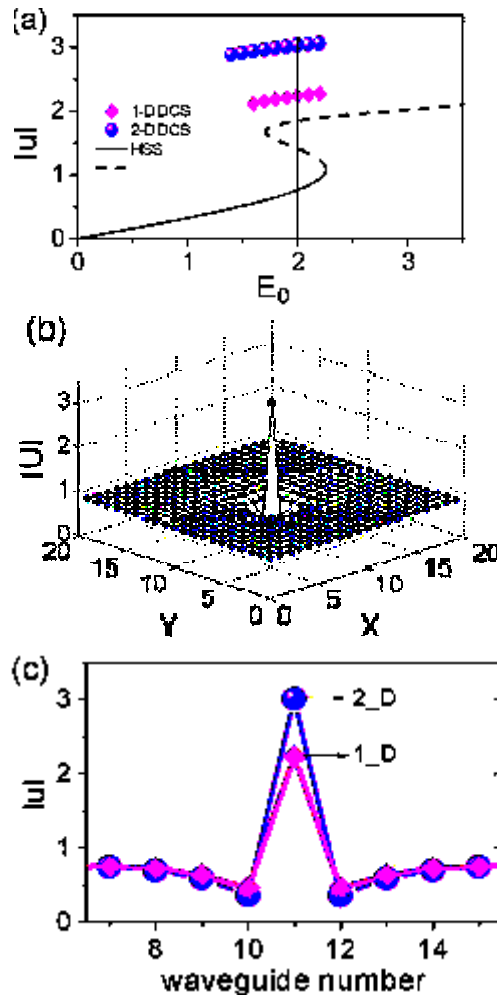 (a)
3
2
1
0
|u|
1-DDCS
2-DDCS
HSS
0 1 2 3
E0
(b)
3
2
1
0
|U|
20 15 10 5 0
Y
0 5 10 15 20
X
(c)
3
2
1
0
|u|
2_D
1_D
8 10 12 14
waveguide number